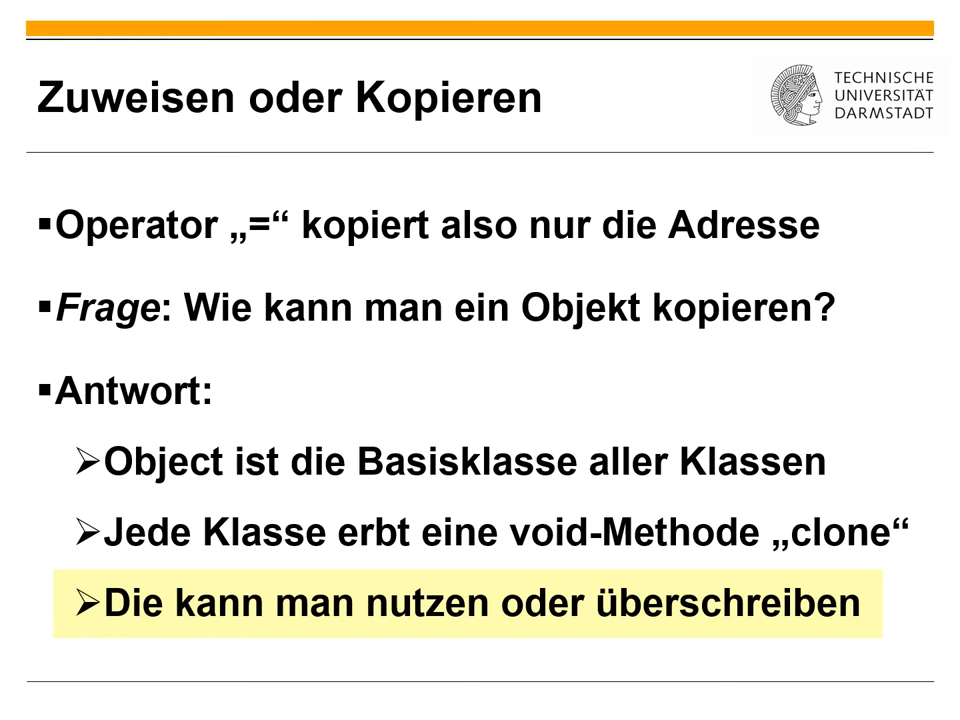 Zuweisen oder Kopieren
TECHNISCHE
UNIVERSITÄT
DARMSTADT
▪Operator „=“ kopiert also nur die Adresse
▪Frage: Wie kann man ein Objekt kopieren?
▪Antwort:
➢Object ist die Basisklasse aller Klassen
➢Jede Klasse erbt eine void-Methode „clone“
➢Die kann man nutzen oder überschreiben